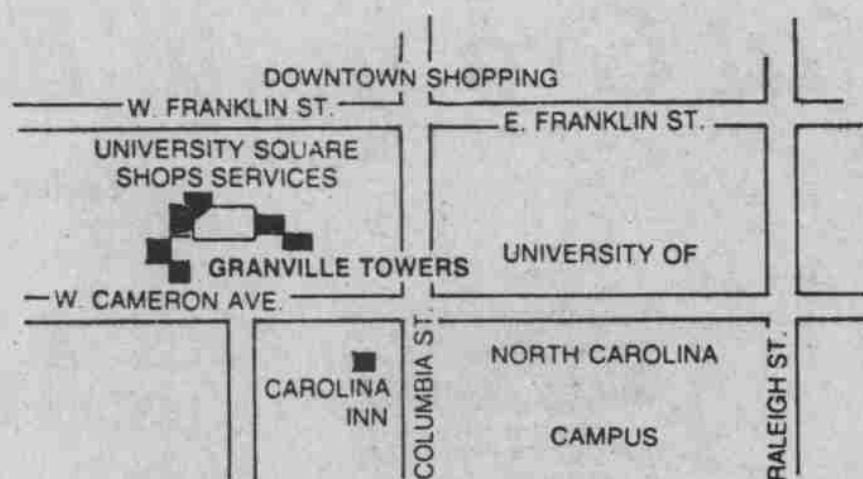 DOWNTOWN SHOPPING
W. FRANKLIN ST.
E. FRANKLIN ST.
UNIVERSITY SQUARE
SHOPS SERVICES
GRANVILLE TOWERS
UNIVERSITY OF
W. CAMERON AVE.
NORTH CAROLINA
CAROLINA
INN
CAMPUS
COLUMBIA ST.
RALEIGH ST.